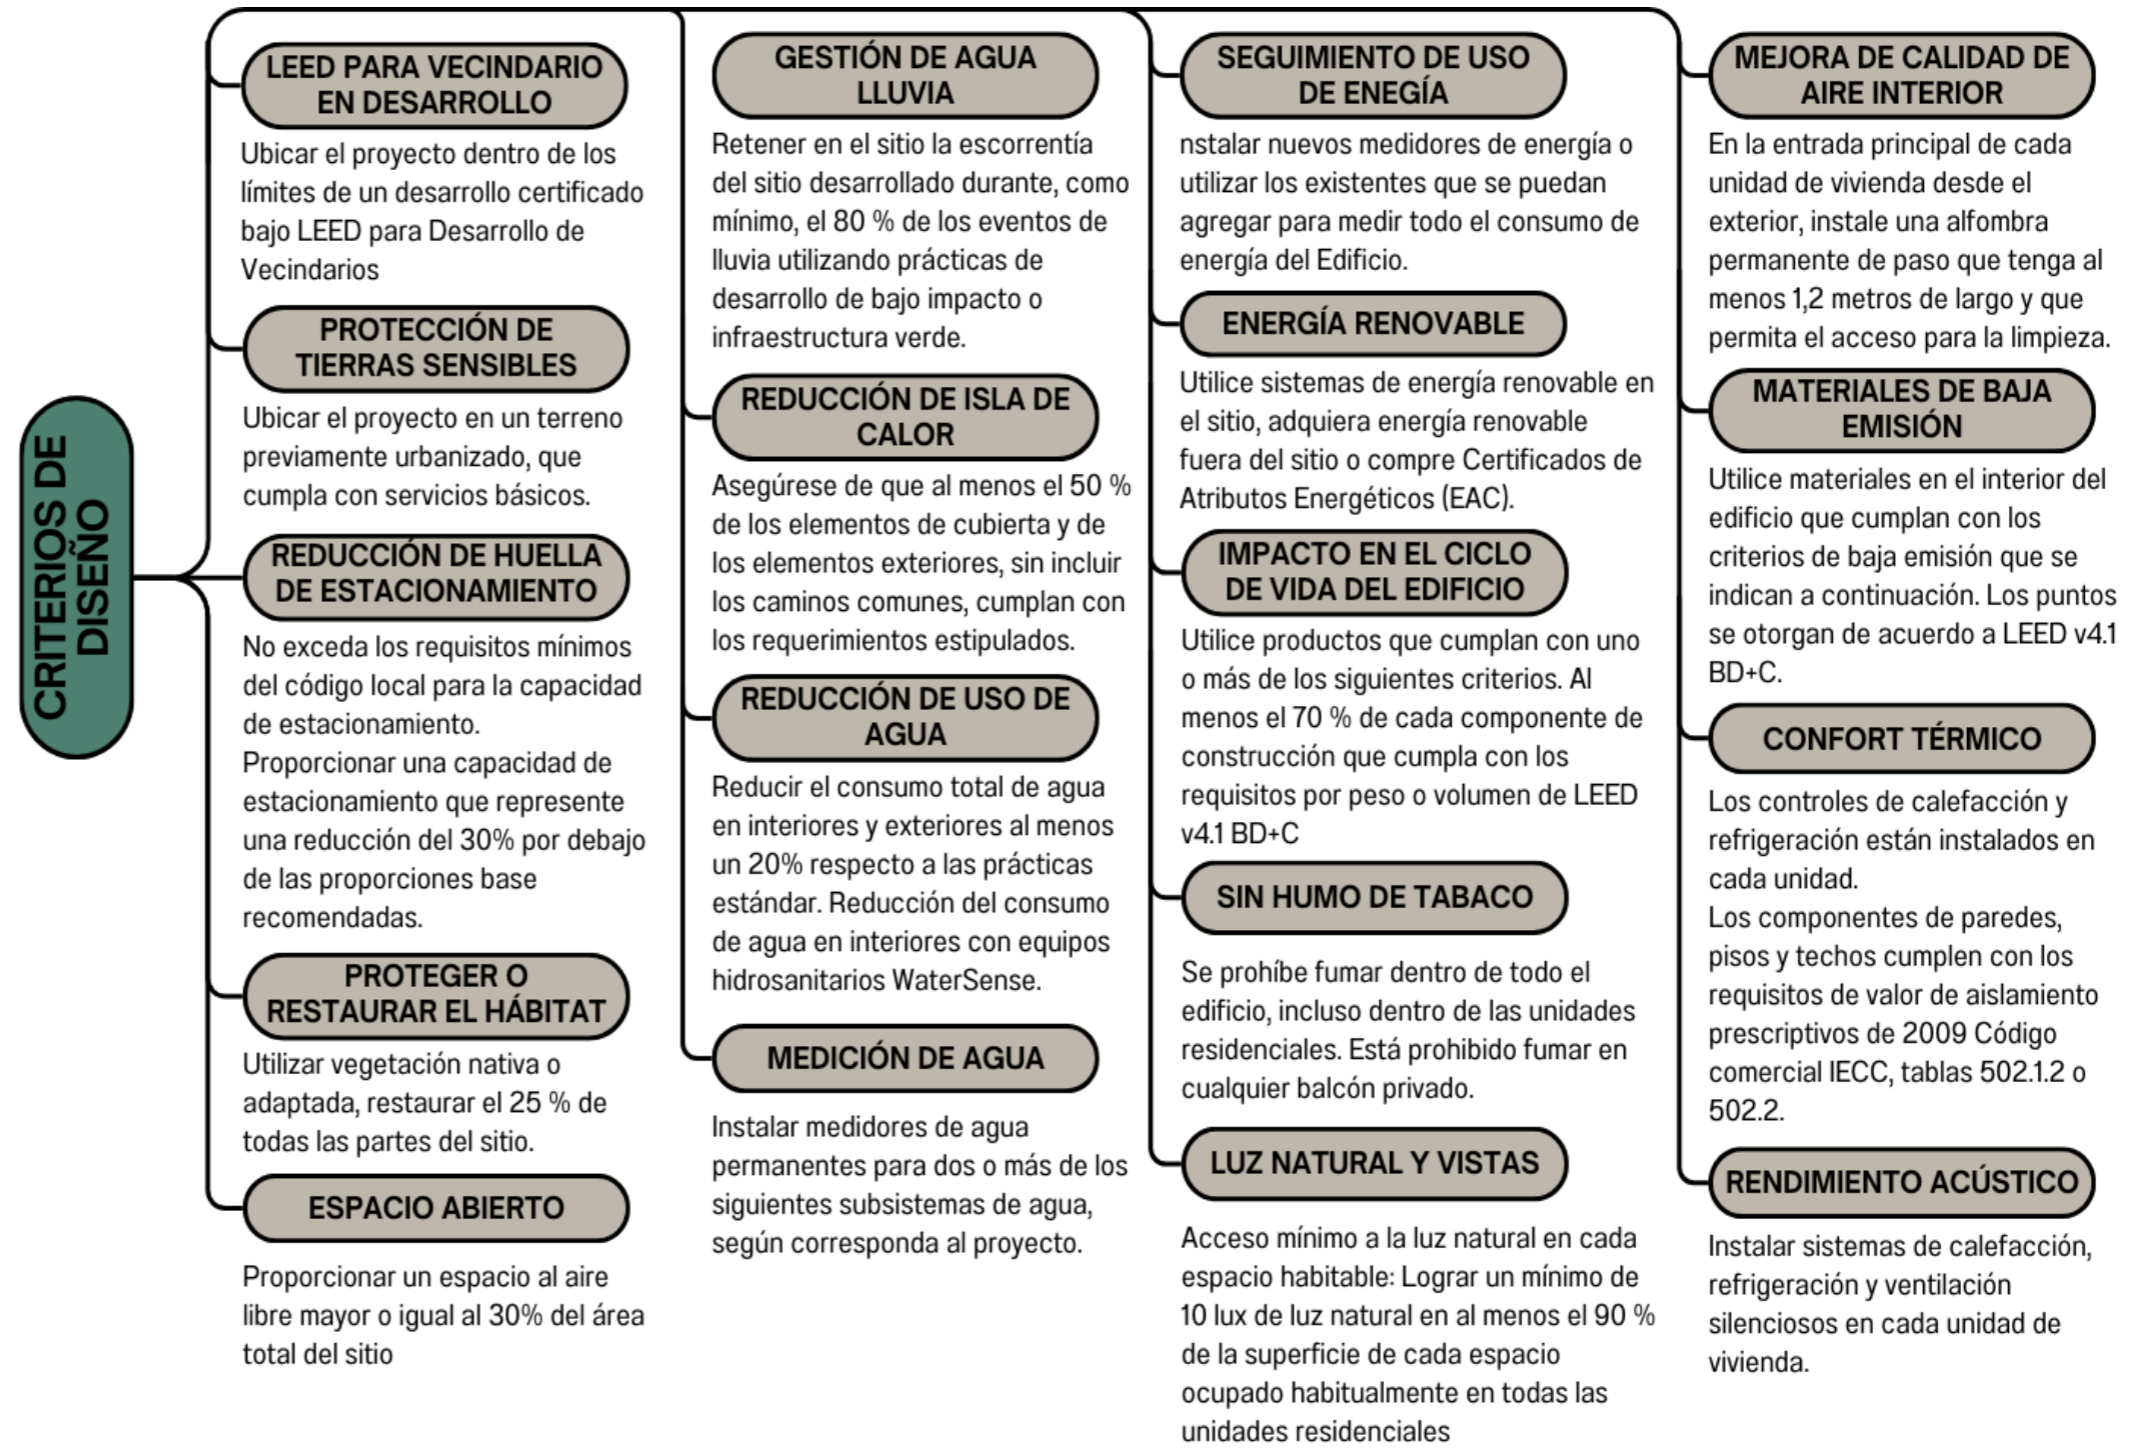 CRITERIOS DE
DISEÑO
LEED PARA VECINDARIO
EN DESARROLLO
Ubicar el proyecto dentro de los
límites de un desarrollo certificado
bajo LEED para Desarrollo de
Vecindarios
PROTECCIÓN DE
TIERRAS SENSIBLES
Ubicar el proyecto en un terreno
previamente urbanizado, que
cumpla con servicios básicos.
REDUCCIÓN DE HUELLA
DE ESTACIONAMIENTO
No exceda los requisitos mínimos
del código local para la capacidad
de estacionamiento.
Proporcionar una capacidad de
estacionamiento que represente
una reducción del 30% por debajo
de las proporciones base
recomendadas.
PROTEGER O
RESTAURAR EL HÁBITAT
Utilizar vegetación nativa o
adaptada, restaurar el 25 % de
todas las partes del sitio.
ESPACIO ABIERTO
Proporcionar un espacio al aire
libre mayor o igual al 30% del área
total del sitio
GESTIÓN DE AGUA
LLUVIA
Retener en el sitio la escorrentía
del sitio desarrollado durante, como
mínimo, el 80 % de los eventos de
lluvia utilizando prácticas de
desarrollo de bajo impacto o
infraestructura verde.
REDUCCIÓN DE ISLA DE
CALOR
Asegúrese de que al menos el 50 %
de los elementos de cubierta y de
los elementos exteriores, sin incluir
los caminos comunes, cumplan con
los requerimientos estipulados.
REDUCCIÓN DE USO DE
AGUA
Reducir el consumo total de agua
en interiores y exteriores al menos
un 20% respecto a las prácticas
estándar. Reducción del consumo
de agua en interiores con equipos
hidrosanitarios WaterSense.
MEDICIÓN DE AGUA
Instalar medidores de agua
permanentes para dos o más de los
siguientes subsistemas de agua,
según corresponda al proyecto.
SEGUIMIENTO DE USO
DE ENEGÍA
nstalar nuevos medidores de energía o
utilizar los existentes que se puedan
agregar para medir todo el consumo de
energía del Edificio.
ENERGÍA RENOVABLE
Utilice sistemas de energía renovable en
el sitio, adquiera energía renovable
fuera del sitio o compre Certificados de
Atributos Energéticos (EAC).
IMPACTO EN EL CICLO
DE VIDA DEL EDIFICIO
Utilice productos que cumplan con uno
o más de los siguientes criterios. Al
menos el 70 % de cada componente de
construcción que cumpla con los
requisitos por peso o volumen de LEED
v4.1 BD+C
SIN HUMO DE TABACO
Se prohíbe fumar dentro de todo el
edificio, incluso dentro de las unidades
residenciales. Está prohibido fumar en
cualquier balcón privado.
LUZ NATURAL Y VISTAS
Acceso mínimo a la luz natural en cada
espacio habitable: Lograr un mínimo de
10 lux de luz natural en al menos el 90 %
de la superficie de cada espacio
ocupado habitualmente en todas las
unidades residenciales
MEJORA DE CALIDAD DE
AIRE INTERIOR
En la entrada principal de cada
unidad de vivienda desde el
exterior, instale una alfombra
permanente de paso que tenga al
menos 1,2 metros de largo y que
permita el acceso para la limpieza.
MATERIALES DE BAJA
EMISIÓN
Utilice materiales en el interior del
edificio que cumplan con los
criterios de baja emisión que se
indican a continuación. Los puntos
se otorgan de acuerdo a LEED v4.1
BD+C.
CONFORT TÉRMICO
Los controles de calefacción y
refrigeración están instalados en
cada unidad.
Los componentes de paredes,
pisos y techos cumplen con los
requisitos de valor de aislamiento
prescriptivos de 2009 Código
comercial IECC, tablas 502.1.2 o
502.2.
RENDIMIENTO ACÚSTICO
Instalar sistemas de calefacción,
refrigeración y ventilación
silenciosos en cada unidad de
vivienda.